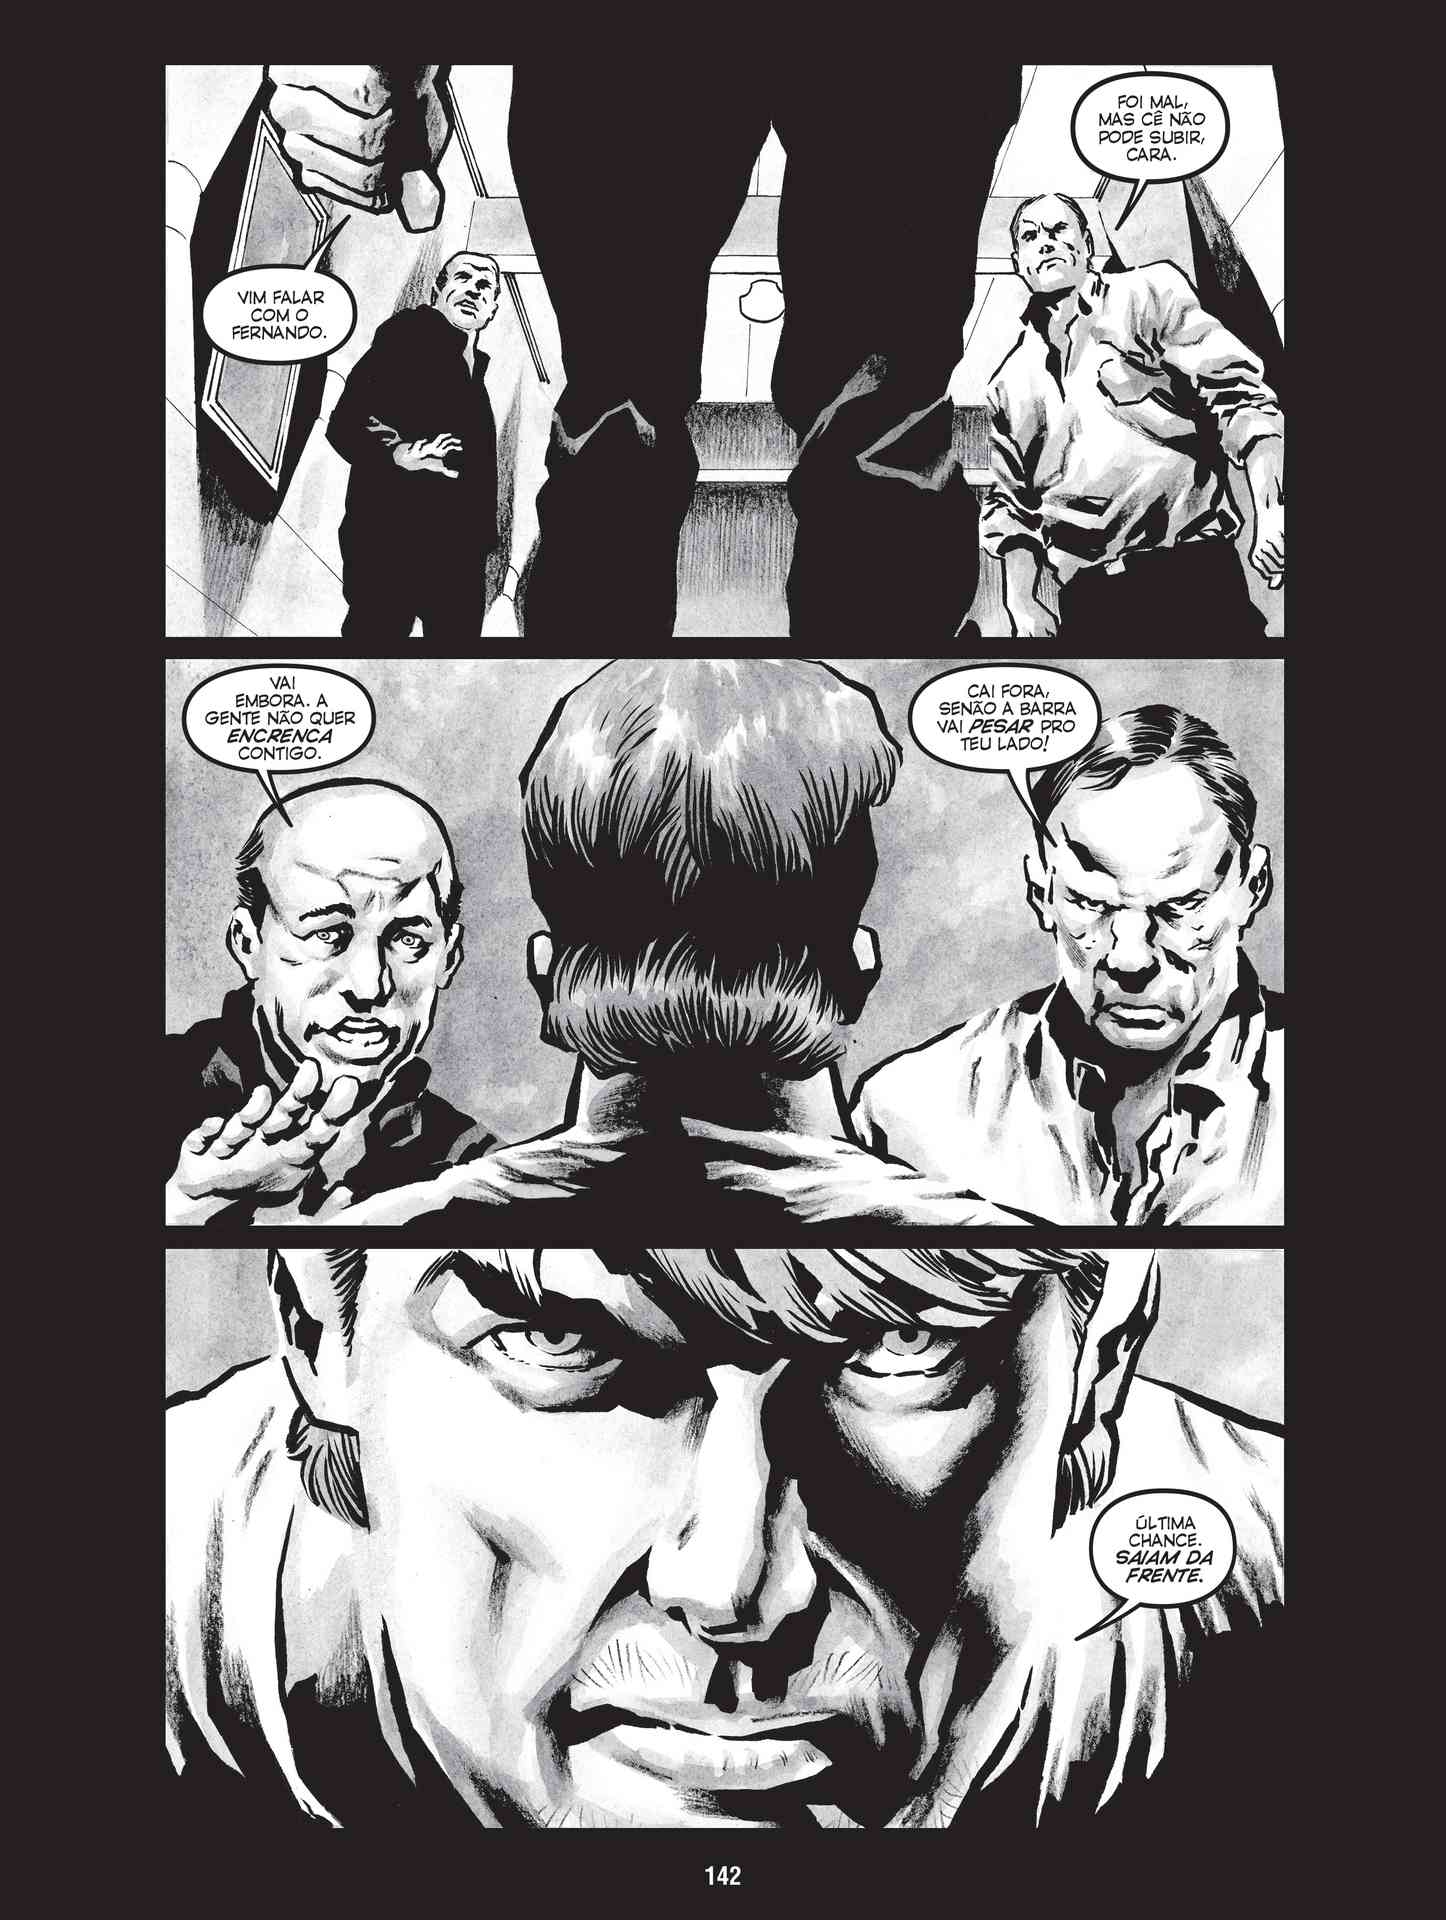 VIM FALAR
COM O
FERNANDO.
FOI MAL,
MAS CÊ NÃO
PODE SUBIR,
CARA.
VAI
EMBORA. A
GENTE NÃO QUER
ENCRENCA
CONTIGO.
CAI FORA,
SENÃO A BARRA
VAI PESAR PRO
TEU LADO!
ÚLTIMA
CHANCE.
SAIAM DA
FRENTE.
142